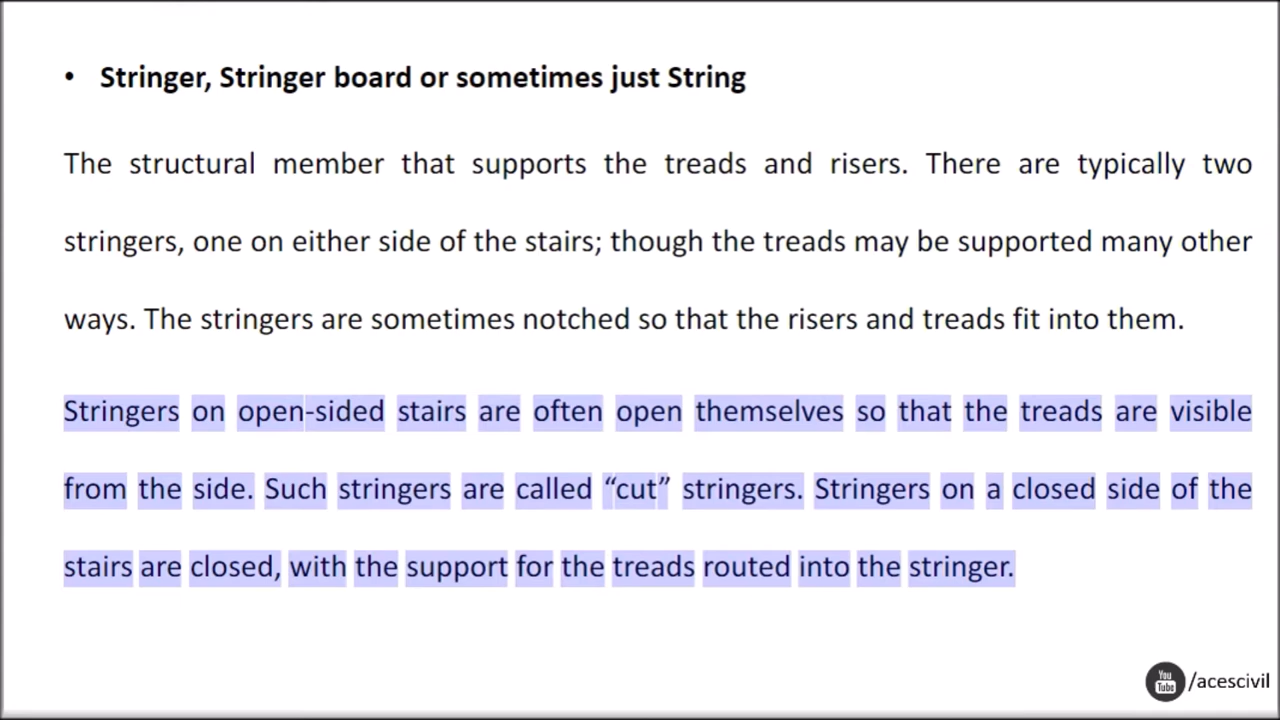 • Stringer, Stringer board or sometimes just String
The structural member that supports the treads and risers. There are typically two
stringers, one on either side of the stairs; though the treads may be supported many other
ways. The stringers are sometimes notched so that the risers and treads fit into them.
Stringers on open-sided stairs are often open themselves so that the treads are visible
from the side. Such stringers are called “cut” stringers. Stringers on a closed side of the
stairs are closed, with the support for the treads routed into the stringer.
You Tube /acescivil